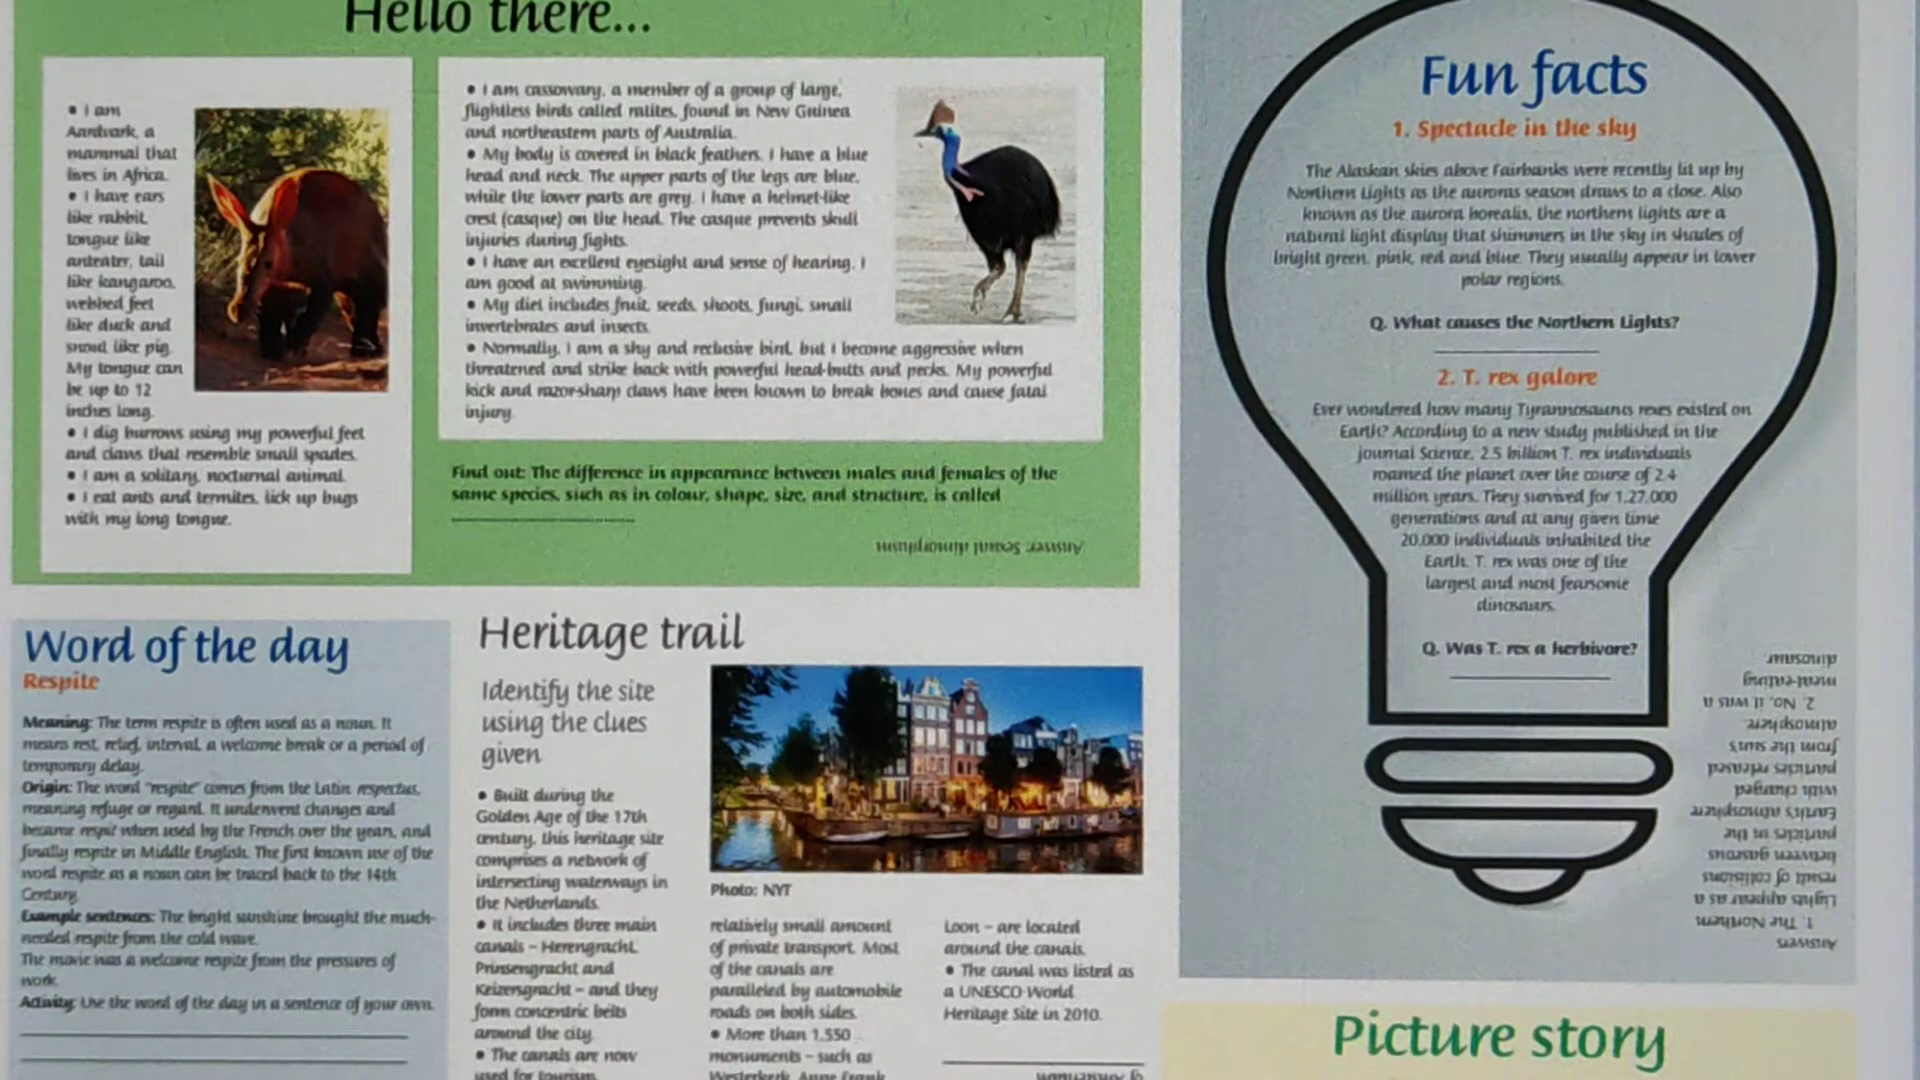 Hello there...
• I am
Aardvark, a
mammal that
lives in Africa.
• I have ears
like rabbit,
tongue like
anteater, tail
like kangaroo,
webbed feet
like duck and
snout like pig.
My tongue can
be up to 12
inches long.
• I dig burrows using my powerful feet
and claws that resemble small spades.
• I am a solitary, nocturnal animal.
• I eat ants and termites, lick up bugs
with my long tongue.
• I am cassowary, a member of a group of large,
flightless birds called ratites, found in New Guinea
and northeastern parts of Australia.
• My body is covered in black feathers. I have a blue
head and neck. The upper parts of the legs are blue,
while the lower parts are grey. I have a helmet-like
crest (casque) on the head. The casque prevents skull
injuries during fights.
• I have an excellent eyesight and sense of hearing. I
am good at swimming.
• My diet includes fruit, seeds, shoots, fungi, small
invertebrates and insects.
• Normally, I am a shy and reclusive bird, but I become aggressive when
threatened and strike back with powerful head-butts and pecks. My powerful
kick and razor-sharp claws have been known to break bones and cause fatal
injury.
Find out: The difference in appearance between males and females of the
same species, such as in colour, shape, size, and structure, is called
Answer: Sexual dimorphism
Word of the day
Respite
Meaning: The term respite is often used as a noun. It
means rest, relief, interval, a welcome break or a period of
temporary delay.
Origin: The word "respite" comes from the Latin respectus,
meaning refuge or regard. It underwent changes and
became respit when used by the French over the years, and
finally respite in Middle English. The first known use of the
word respite as a noun can be traced back to the 14th
Century.
Example sentences: The bright sunshine brought the much-
needed respite from the cold wave.
The movie was a welcome respite from the pressures of
work.
Activity: Use the word of the day in a sentence of your own.
Heritage trail
Identify the site
using the clues
given
• Built during the
Golden Age of the 17th
century, this heritage site
comprises a network of
intersecting waterways in
the Netherlands.
• It includes three main
canals – Herengracht,
Prinsengracht and
Keizersgracht – and they
form concentric belts
around the city.
• The canals are now
used for tourism.
Photo: NYT
relatively small amount
of private transport. Most
of the canals are
paralleled by automobile
roads on both sides.
• More than 1,550
monuments – such as
Westerkerk, Anne Frank
Loon – are located
around the canals.
• The canal was listed as
a UNESCO World
Heritage Site in 2010.
Fun facts
1. Spectacle in the sky
The Alaskan skies above Fairbanks were recently lit up by
Northern Lights as the auroras season draws to a close. Also
known as the aurora borealis, the northern lights are a
natural light display that shimmers in the sky in shades of
bright green, pink, red and blue. They usually appear in lower
polar regions.
Q. What causes the Northern Lights?
2. T. rex galore
Ever wondered how many Tyrannosaurus rexes existed on
Earth? According to a new study published in the
journal Science, 2.5 billion T. rex individuals
roamed the planet over the course of 2.4
million years. They survived for 1,27,000
generations and at any given time
20,000 individuals inhabited the
Earth. T. rex was one of the
largest and most fearsome
dinosaurs.
Q. Was T. rex a herbivore?
Answers
1. The Northern
Lights appear as a
result of collisions
between gaseous
particles in the
Earth's atmosphere
with charged
particles released
from the sun's
atmosphere.
2. No, it was a
meat-eating
dinosaur.
Picture story